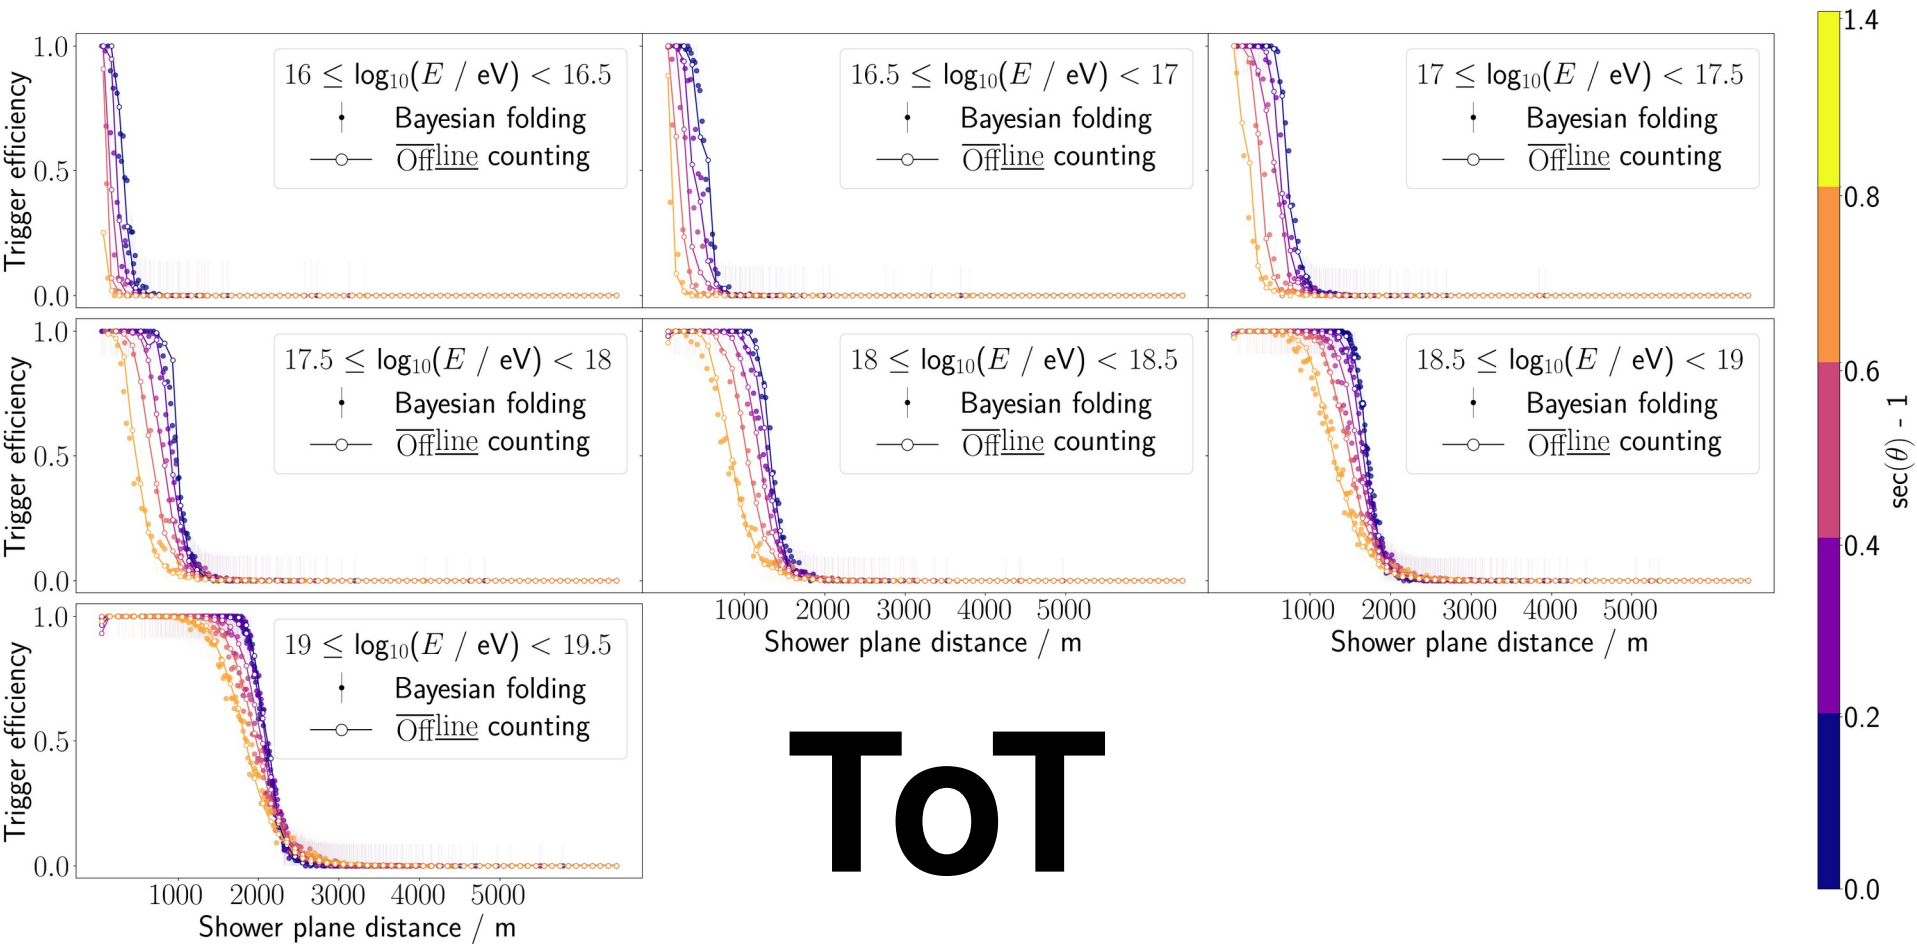 1.0
0.5
0.0
Trigger efficiency
16 ≤ log₁₀(E / eV) < 16.5
Bayesian folding
Offline counting
16.5 ≤ log₁₀(E / eV) < 17
Bayesian folding
Offline counting
17 ≤ log₁₀(E / eV) < 17.5
Bayesian folding
Offline counting
1.0
0.5
0.0
Trigger efficiency
17.5 ≤ log₁₀(E / eV) < 18
Bayesian folding
Offline counting
18 ≤ log₁₀(E / eV) < 18.5
Bayesian folding
Offline counting
1000 2000 3000 4000 5000
Shower plane distance / m
18.5 ≤ log₁₀(E / eV) < 19
Bayesian folding
Offline counting
1000 2000 3000 4000 5000
Shower plane distance / m
1.0
0.5
0.0
Trigger efficiency
19 ≤ log₁₀(E / eV) < 19.5
Bayesian folding
Offline counting
1000 2000 3000 4000 5000
Shower plane distance / m
ToT
1.4
0.8
0.6
0.4
0.2
0.0
sec(θ) - 1